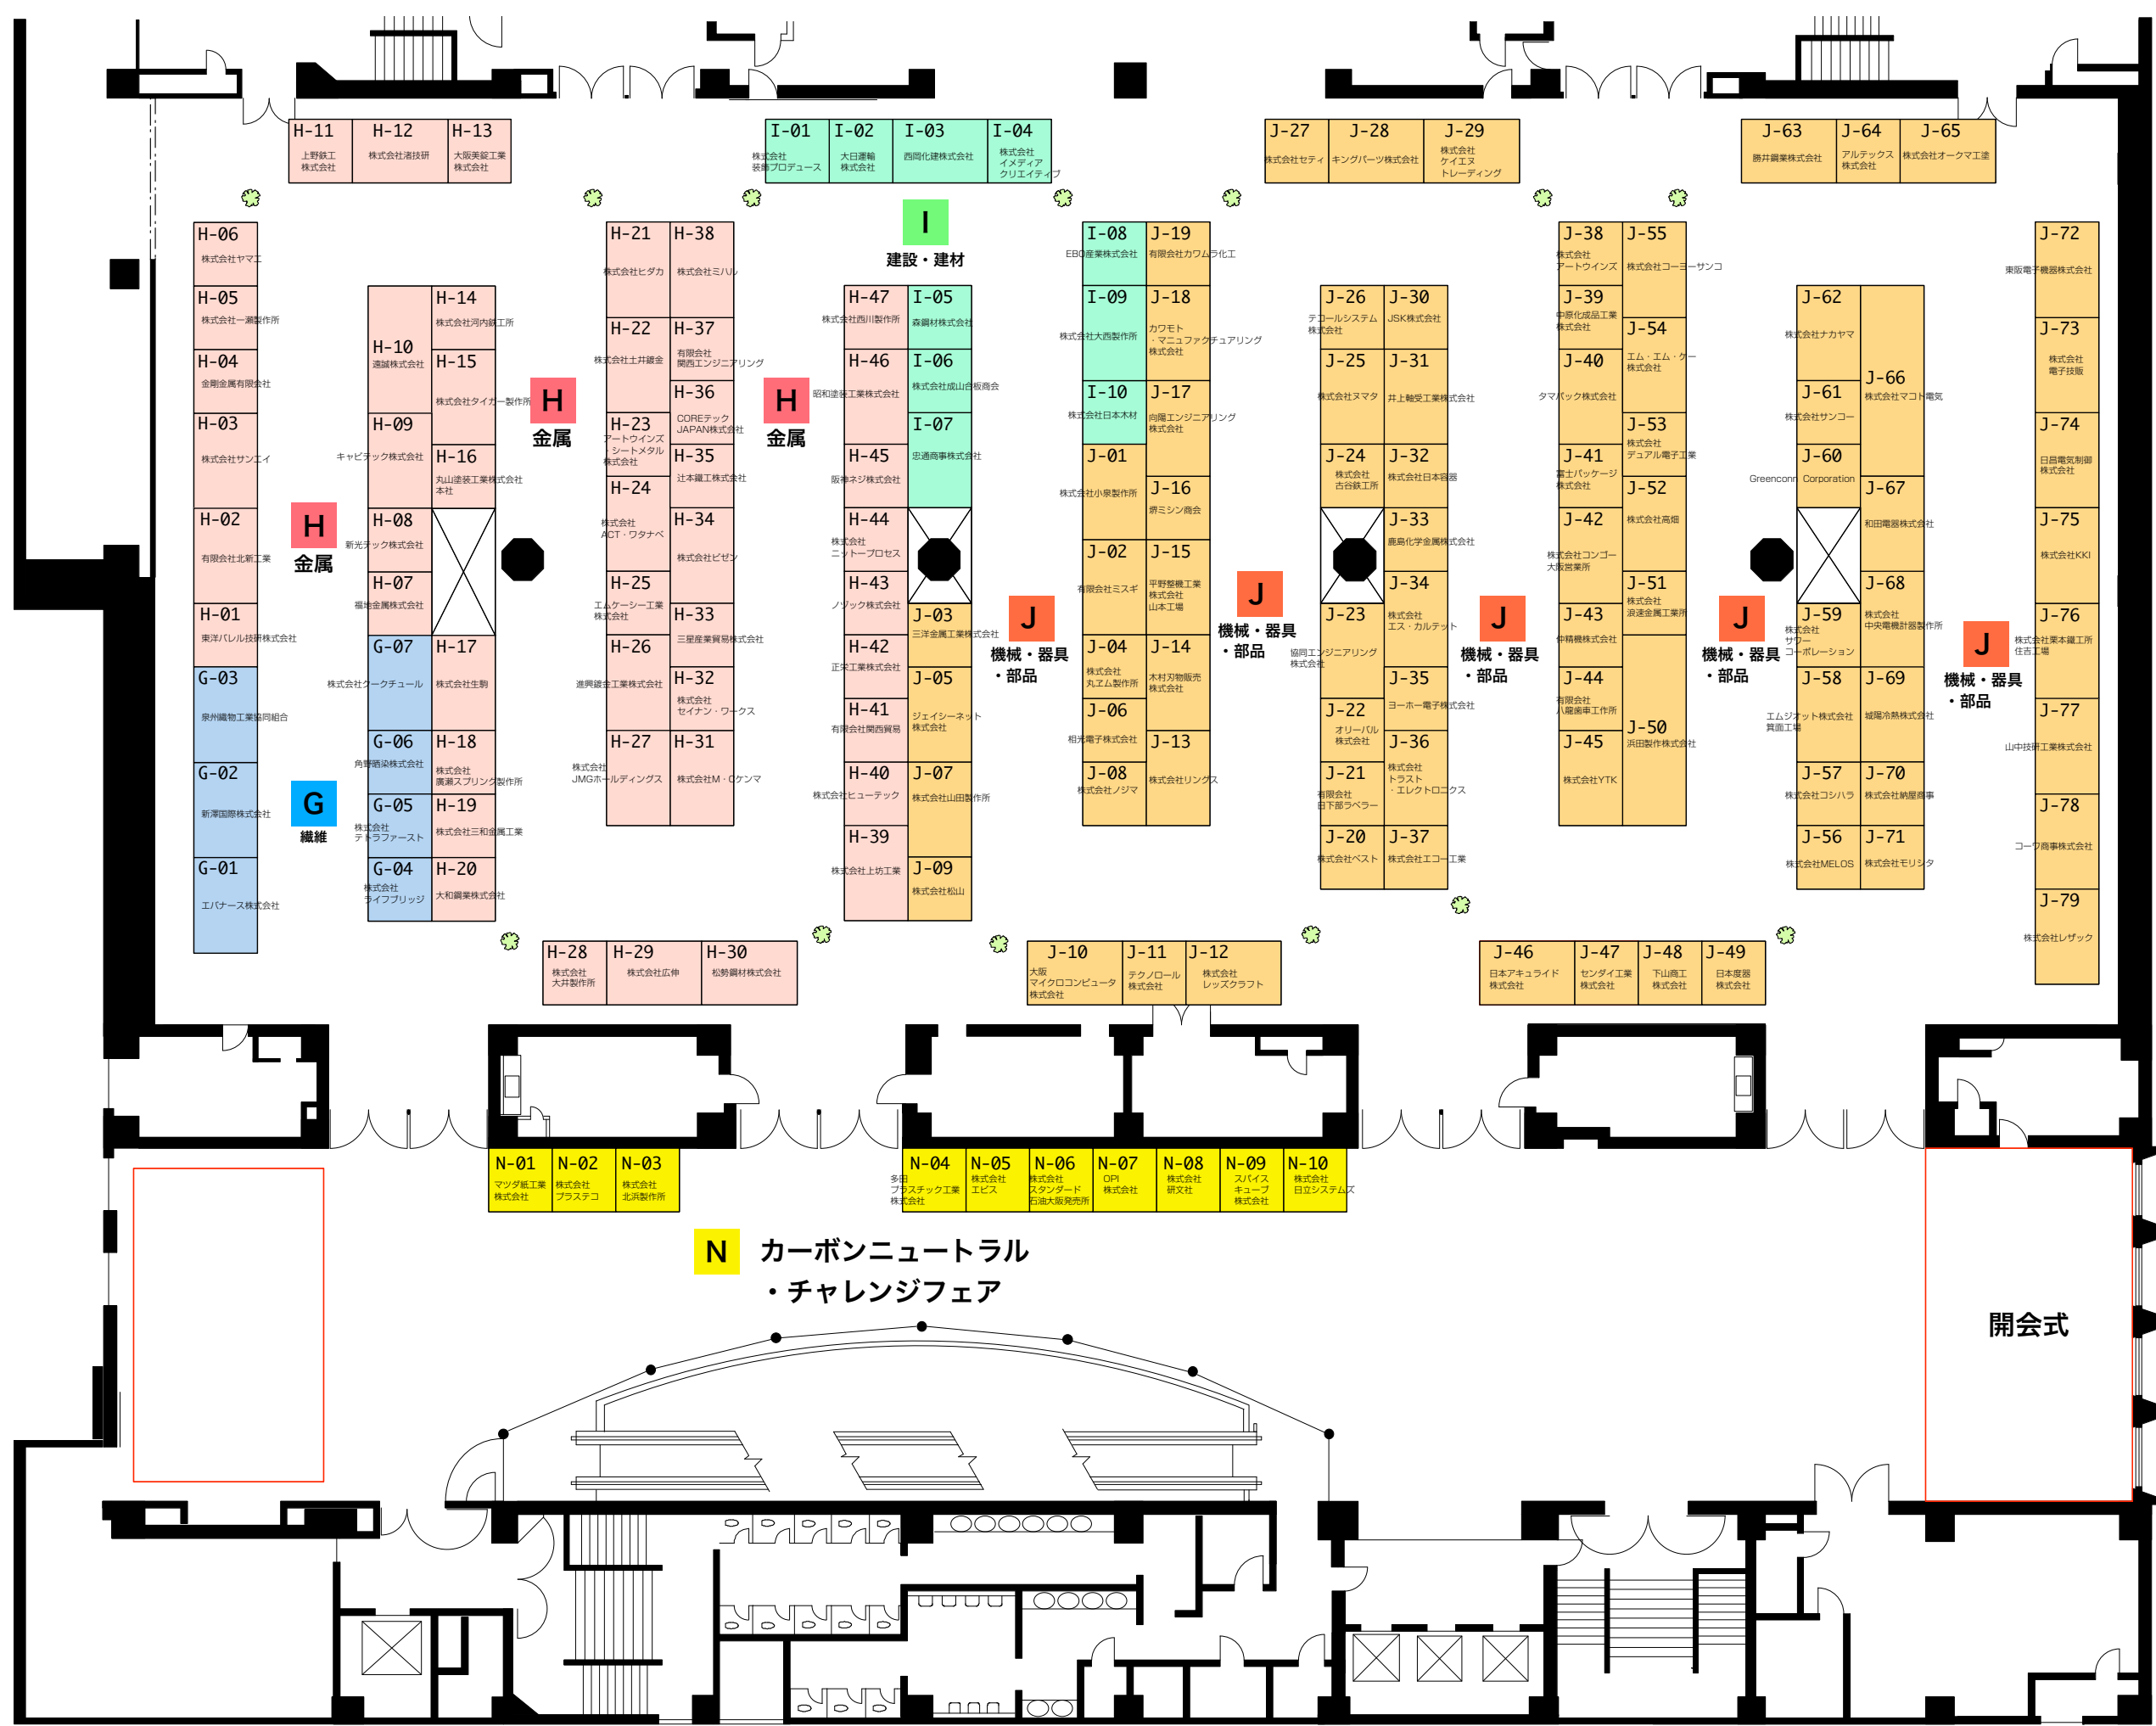 H-11
上野鉄工
株式会社
H-12
株式会社渚技研
H-13
大阪美錠工業
株式会社
I-01
株式会社
装飾プロデュース
I-02
大日運輸
株式会社
I-03
西岡化建株式会社
I-04
株式会社
イメディア
クリエイティブ
J-27
株式会社セティ
J-28
キングパーツ株式会社
J-29
株式会社
ケイエヌ
トレーディング
J-63
勝井鋼業株式会社
J-64
アルテックス
株式会社
J-65
株式会社オークマ工塗
H-06
株式会社ヤマエ
H-05
株式会社一瀬製作所
H-04
金剛金属有限会社
H-03
株式会社サンエイ
H-02
有限会社北新工業
H-01
東洋バレル技研株式会社
G-03
泉州織物工業協同組合
G-02
新澤国際株式会社
G-01
エバナース株式会社
H
金属
G
繊維
H-10
遠誠株式会社
H-09
キャビテック株式会社
H-08
新光テック株式会社
H-07
福地金属株式会社
G-07
株式会社クークチュール
G-06
角野晒染株式会社
G-05
株式会社
テトラファースト
G-04
株式会社
ライフブリッジ
H-14
株式会社河内鉄工所
H-15
株式会社タイガー製作所
H-16
丸山塗装工業株式会社
本社
H-17
株式会社生駒
H-18
株式会社
廣瀬スプリング製作所
H-19
株式会社三和金属工業
H-20
大和鋼業株式会社
H
金属
H-21
株式会社ヒダカ
H-22
株式会社土井鍍金
H-23
アートウインズ
・シートメタル
株式会社
H-24
株式会社
ACT・ワタナベ
H-25
エムケーシー工業
株式会社
H-26
進興鍍金工業株式会社
H-27
株式会社
JMGホールディングス
H-38
株式会社ミハル
H-37
有限会社
関西エンジニアリング
H-36
COREテック
JAPAN株式会社
H-35
辻本鐵工株式会社
H-34
株式会社ビゼン
H-33
三星産業貿易株式会社
H-32
株式会社
セイナン・ワークス
H-31
株式会社M・Cケンマ
H
金属
I
建設・建材
H-47
株式会社西川製作所
H-46
昭和塗装工業株式会社
H-45
阪神ネジ株式会社
H-44
株式会社
ニットープロセス
H-43
ノヅック株式会社
H-42
正栄工業株式会社
H-41
有限会社関西貿易
H-40
株式会社ヒューテック
H-39
株式会社上坊工業
I-05
森鋼材株式会社
I-06
株式会社成山合板商会
I-07
忠通商事株式会社
J-03
三洋金属工業株式会社
J-05
ジェイシーネット
株式会社
J-07
株式会社山田製作所
J-09
株式会社松山
J
機械・器具
・部品
I-08
EBO産業株式会社
I-09
株式会社大西製作所
I-10
株式会社日本木材
J-01
株式会社小泉製作所
J-02
有限会社ミスギ
J-04
株式会社
丸ヱム製作所
J-06
相光電子株式会社
J-08
株式会社ノジマ
J-19
有限会社カワムラ化工
J-18
カワモト
・マニュファクチュアリング
株式会社
J-17
向陽エンジニアリング
株式会社
J-16
堺ミシン商会
J-15
平野整機工業
株式会社
山本工場
J-14
木村刃物販売
株式会社
J-13
株式会社リングス
J
機械・器具
・部品
J-26
テコールシステム
株式会社
J-25
株式会社ヌマタ
J-24
株式会社
古谷鉄工所
J-23
協同エンジニアリング
株式会社
J-22
オリーバル
株式会社
J-21
有限会社
日下部ラベラー
J-20
株式会社ベスト
J-30
JSK株式会社
J-31
井上軸受工業株式会社
J-32
株式会社日本容器
J-33
鹿島化学金属株式会社
J-34
株式会社
エス・カルテット
J-35
ヨーホー電子株式会社
J-36
株式会社
トラスト
・エレクトロニクス
J-37
株式会社エコー工業
J
機械・器具
・部品
J-38
株式会社
アートウインズ
J-39
中原化成品工業
株式会社
J-40
タマパック株式会社
J-41
冨士パッケージ
株式会社
J-42
株式会社コンゴー
大阪営業所
J-43
仲精機株式会社
J-44
有限会社
八龍歯車工作所
J-45
株式会社YTK
J-55
株式会社コーヨーサンコ
J-54
エム・エム・ケー
株式会社
J-53
株式会社
デュアル電子工業
J-52
株式会社高畑
J-51
株式会社
浪速金属工業所
J-50
浜田製作株式会社
J
機械・器具
・部品
J-62
株式会社ナカヤマ
J-61
株式会社サンコー
J-60
Greenconn Corporation
J-59
株式会社
サワー
コーポレーション
J-58
エムジオット株式会社
箕面工場
J-57
株式会社コシハラ
J-56
株式会社MELOS
J-66
株式会社マコト電気
J-67
和田電器株式会社
J-68
株式会社
中央電機計器製作所
J-69
城陽冷熱株式会社
J-70
株式会社納屋商事
J-71
株式会社モリシタ
J
機械・器具
・部品
J-72
東阪電子機器株式会社
J-73
株式会社
電子技販
J-74
日昌電気制御
株式会社
J-75
株式会社KKI
J-76
株式会社栗本鐵工所
住吉工場
J-77
山中技研工業株式会社
J-78
コーワ商事株式会社
J-79
株式会社レザック
H-28
株式会社
大井製作所
H-29
株式会社広伸
H-30
松勢鋼材株式会社
J-10
大阪
マイクロコンピュータ
株式会社
J-11
テクノロール
株式会社
J-12
株式会社
レッズクラフト
J-46
日本アキュライド
株式会社
J-47
センダイ工業
株式会社
J-48
下山商工
株式会社
J-49
日本度器
株式会社
N-01
マツダ紙工業
株式会社
N-02
株式会社
プラステコ
N-03
株式会社
北浜製作所
N-04
多田
プラスチック工業
株式会社
N-05
株式会社
エビス
N-06
株式会社
スタンダード
石油大阪発売所
N-07
OPI
株式会社
N-08
株式会社
研文社
N-09
スパイス
キューブ
株式会社
N-10
株式会社
日立システムズ
N
カーボンニュートラル
・チャレンジフェア
開会式